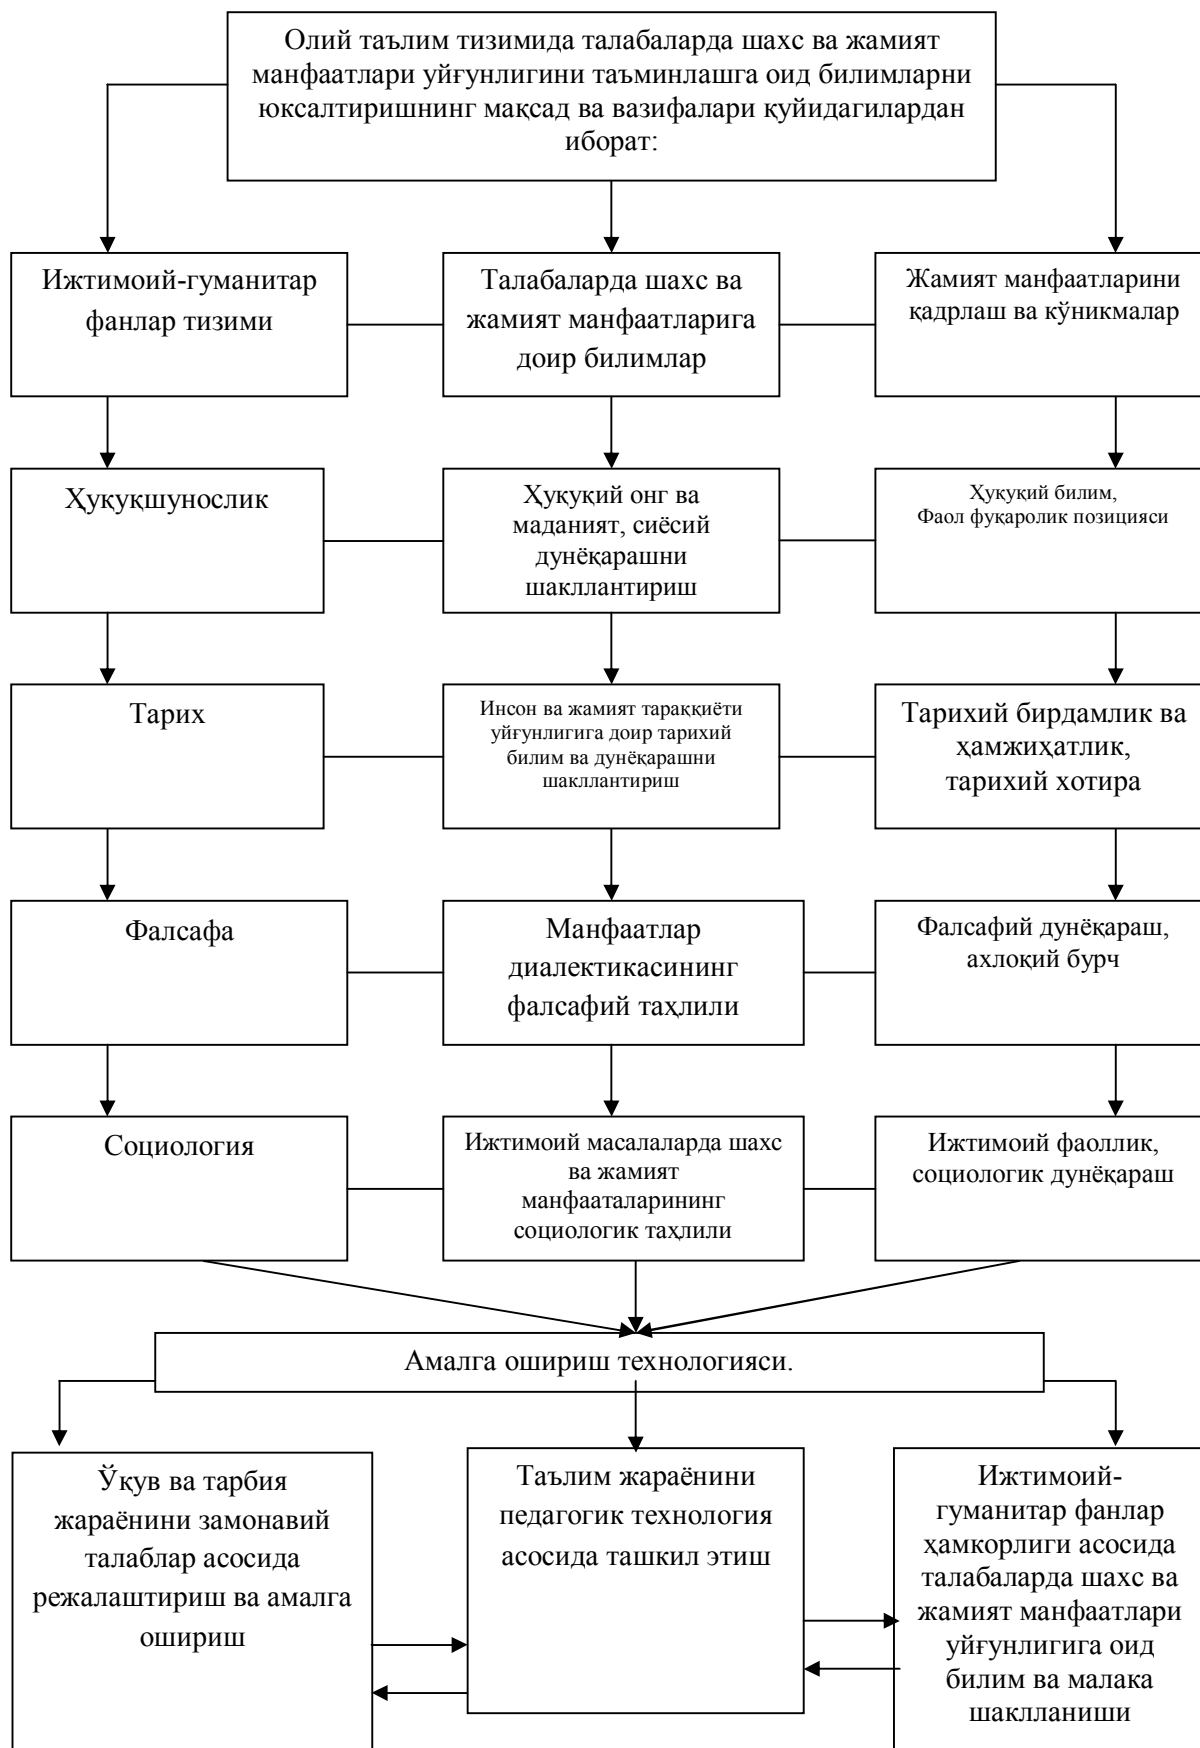 Олий таълим тизимида талабаларда шахс ва жамият
манфаатлари уйғунлигини таъминлашга оид билимларни
юксалтиришнинг мақсад ва вазифалари қуйидагилардан
иборат:
Ижтимоий-гуманитар
фанлар тизими
Талабаларда шахс ва
жамият манфаатларига
доир билимлар
Жамият манфаатларини
қадрлаш ва кўникмалар
Ҳуқуқшунослик
Ҳуқуқий онг ва
маданият, сиёсий
дунёқарашни
шакллантириш
Ҳуқуқий билим,
Фаол фуқаролик позицияси
Тарих
Инсон ва жамият тараққиёти
уйғунлигига доир тарихий
билим ва дунёқарашни
шакллантириш
Тарихий бирдамлик ва
ҳамжиҳатлик,
тарихий хотира
Фалсафа
Манфаатлар
диалектикасининг
фалсафий таҳлили
Фалсафий дунёқараш,
ахлоқий бурч
Социология
Ижтимоий масалаларда шахс
ва жамият
манфааталарининг
социологик таҳлили
Ижтимоий фаоллик,
социологик дунёқараш
Амалга ошириш технологияси.
Ўқув ва тарбия
жараёнини замонавий
талаблар асосида
режалаштириш ва амалга
ошириш
Таълим жараёнини
педагогик технология
асосида ташкил этиш
Ижтимоий-
гуманитар фанлар
ҳамкорлиги асосида
талабаларда шахс ва
жамият манфаатлари
уйғунлигига оид
билим ва малака
шаклланиши